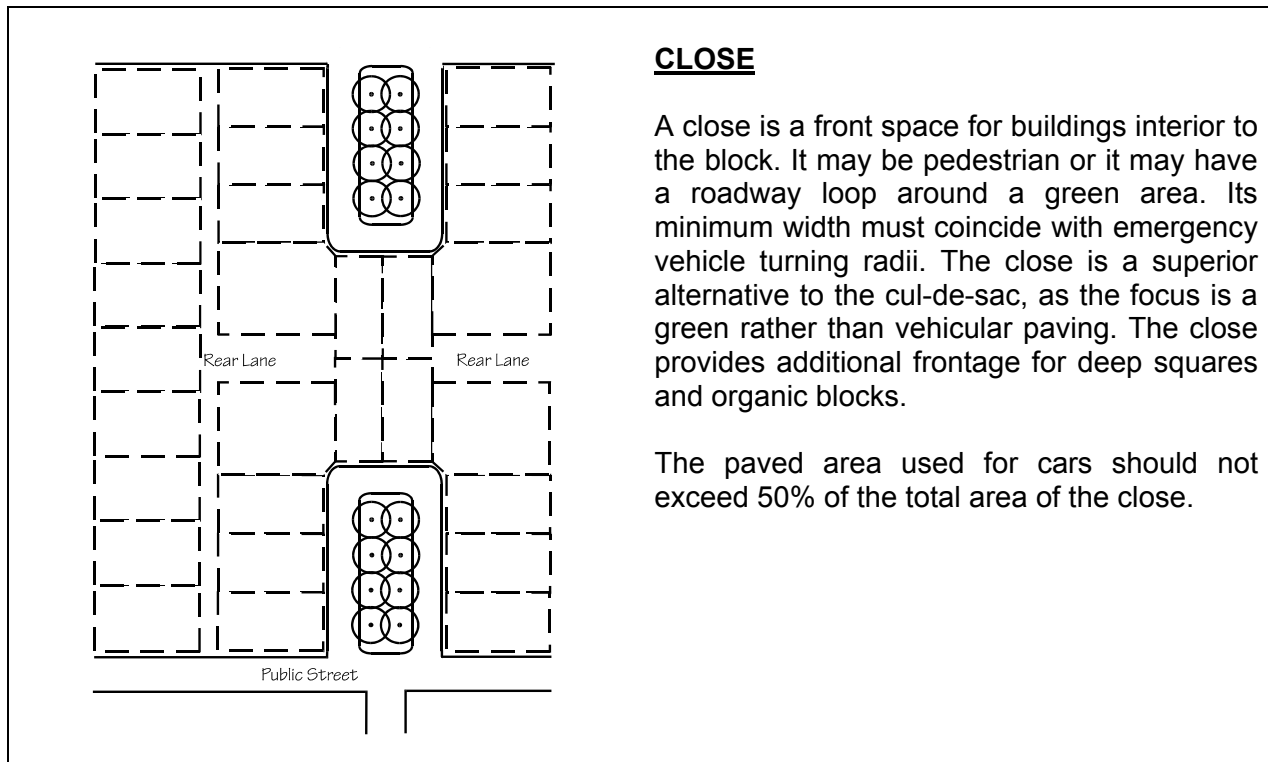 CLOSE
A close is a front space for buildings interior to
the block. It may be pedestrian or it may have
a roadway loop around a green area. Its
minimum width must coincide with emergency
vehicle turning radii. The close is a superior
alternative to the cul-de-sac, as the focus is a
green rather than vehicular paving. The close
provides additional frontage for deep squares
and organic blocks.
The paved area used for cars should not
exceed 50% of the total area of the close.
Rear Lane
Rear Lane
Public Street